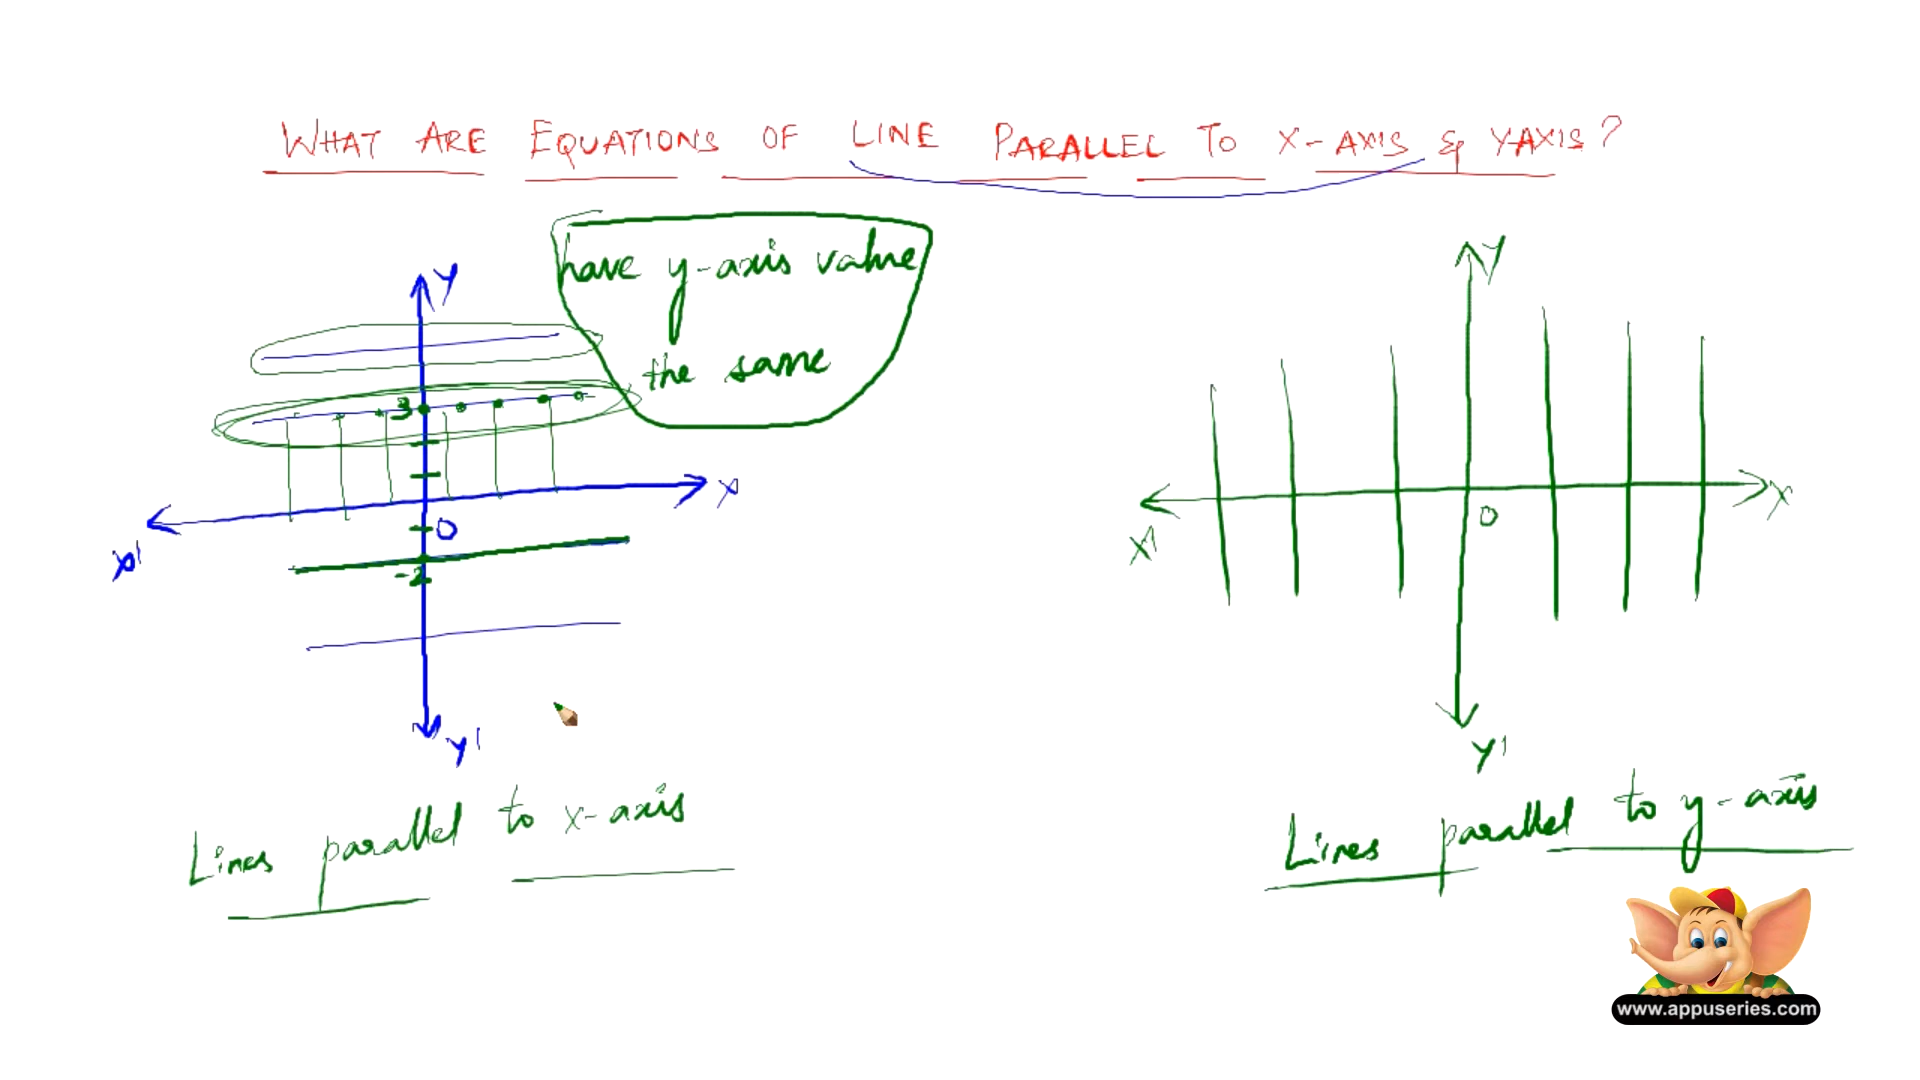 WHAT ARE EQUATIONS OF LINE PARALLEL TO X-AXIS & Y-AXIS?
have y-axis value
the same
Y
3
X
0
X'
-2
Y'
Lines parallel to x-axis
Y
X
0
X'
Y'
Lines parallel to y-axis
www.appuseries.com